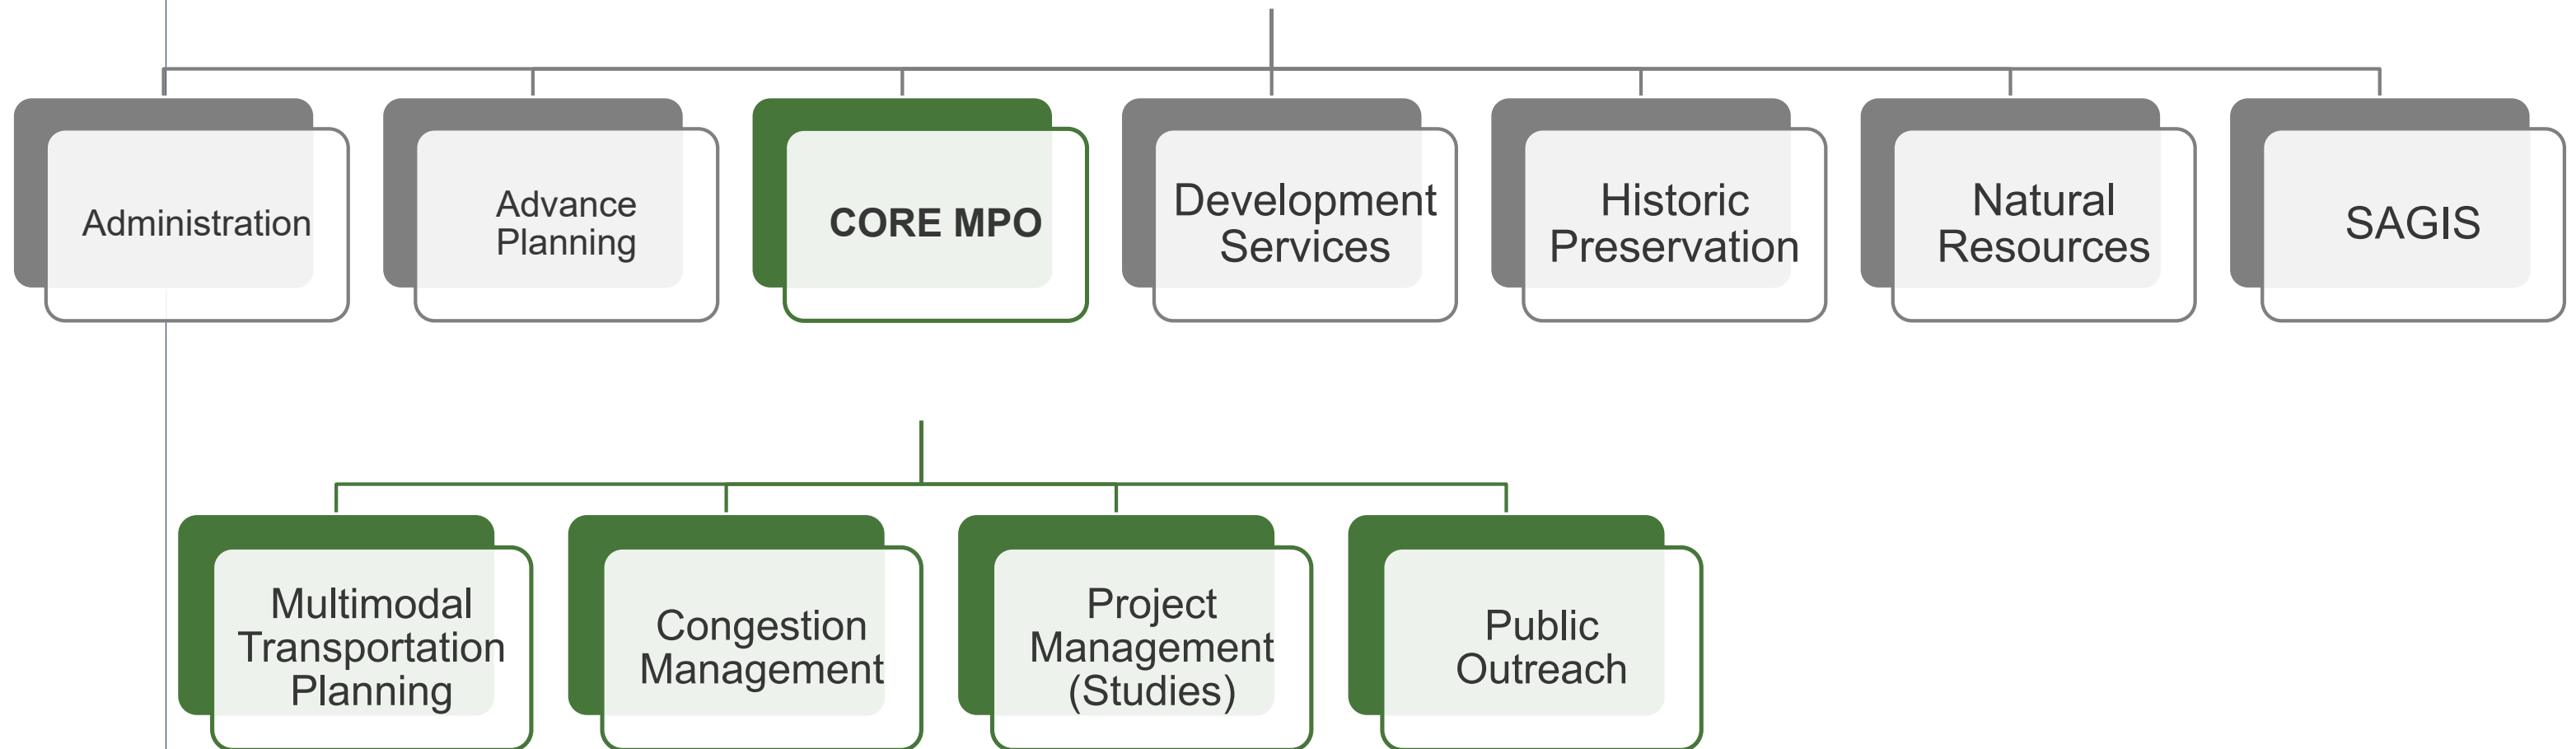 Administration
Advance
Planning
CORE MPO
Development
Services
Historic
Preservation
Natural
Resources
SAGIS
Multimodal
Transportation
Planning
Congestion
Management
Project
Management
(Studies)
Public
Outreach